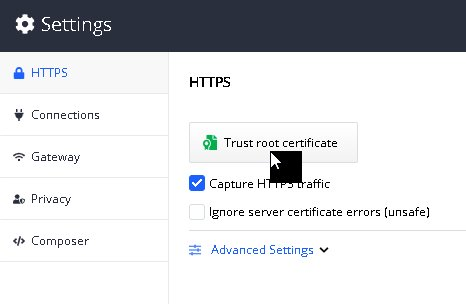 Settings
HTTPS
Connections
Gateway
Privacy
Composer
HTTPS
Trust root certificate
Capture HTTPS traffic
Ignore server certificate errors (unsafe)
Advanced Settings